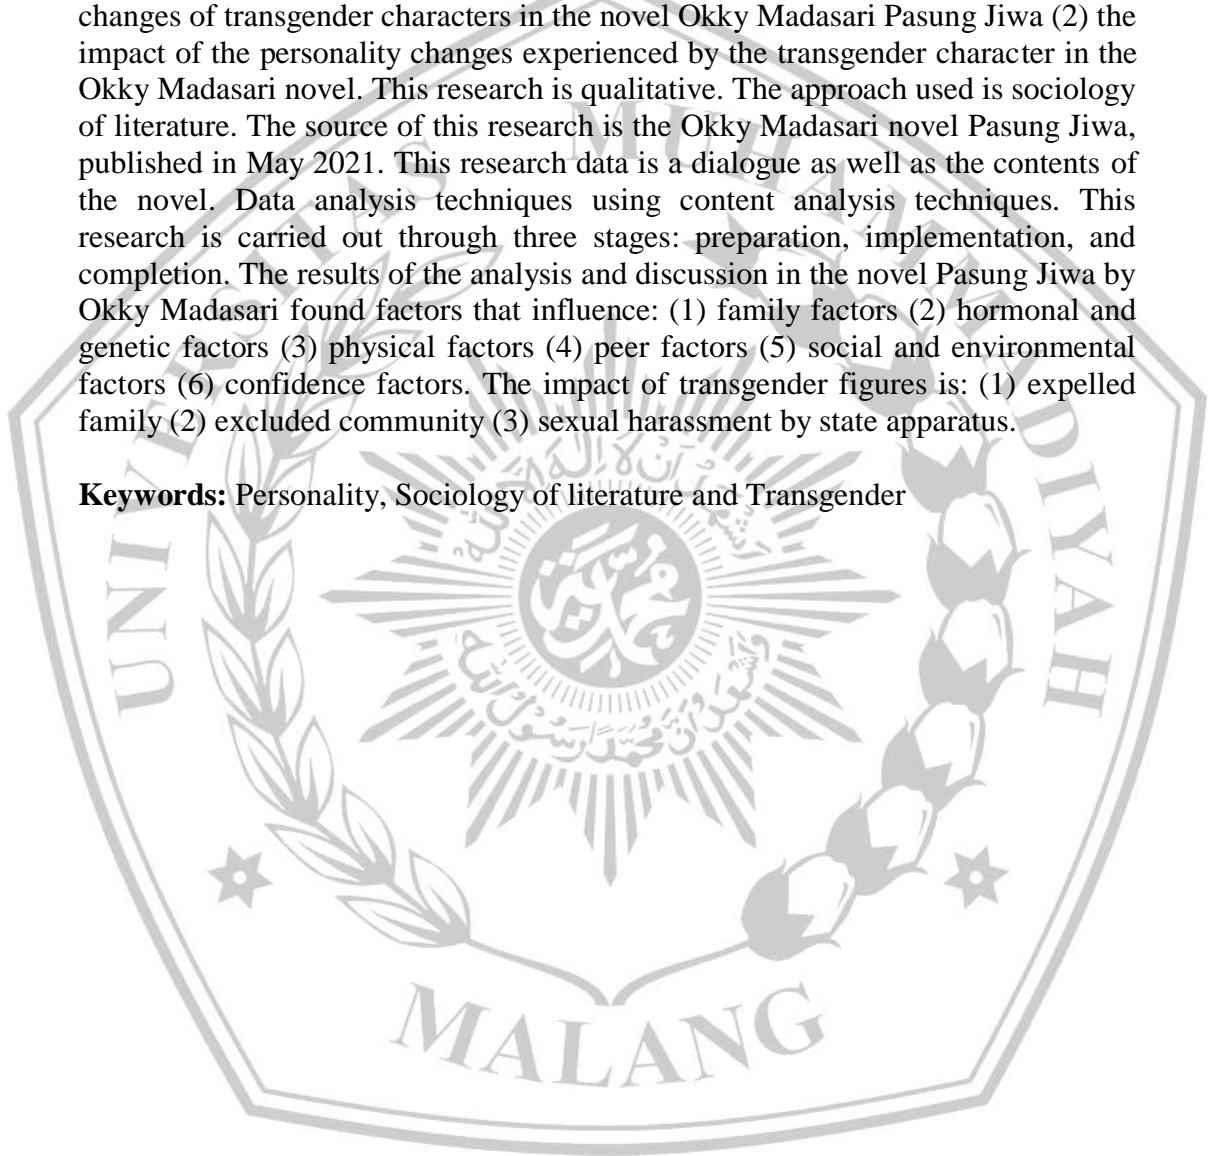 changes of transgender characters in the novel Okky Madasari Pasung Jiwa (2) the
impact of the personality changes experienced by the transgender character in the
Okky Madasari novel. This research is qualitative. The approach used is sociology
of literature. The source of this research is the Okky Madasari novel Pasung Jiwa,
published in May 2021. This research data is a dialogue as well as the contents of
the novel. Data analysis techniques using content analysis techniques. This
research is carried out through three stages: preparation, implementation, and
completion. The results of the analysis and discussion in the novel Pasung Jiwa by
Okky Madasari found factors that influence: (1) family factors (2) hormonal and
genetic factors (3) physical factors (4) peer factors (5) social and environmental
factors (6) confidence factors. The impact of transgender figures is: (1) expelled
family (2) excluded community (3) sexual harassment by state apparatus.
Keywords: Personality, Sociology of literature and Transgender
UNIVERSITAS MUHAMMADIYAH
MALANG